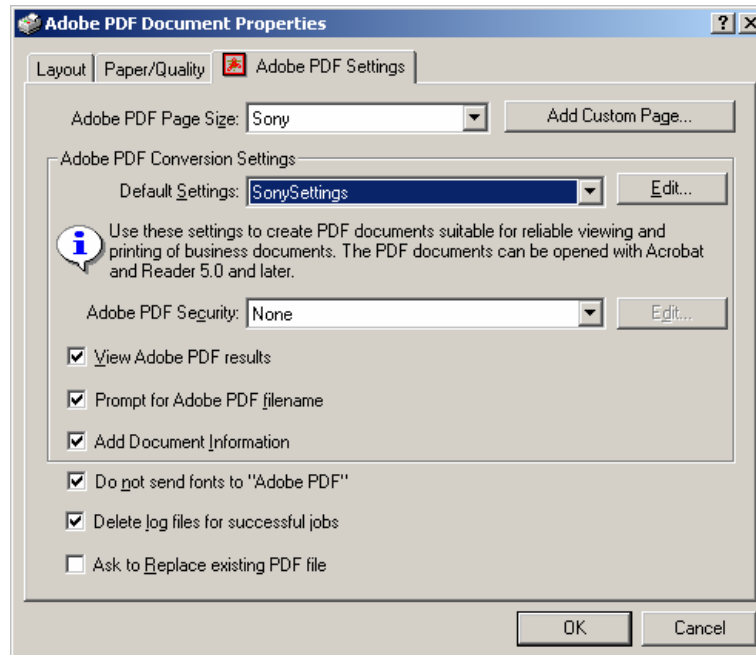 Adobe PDF Document Properties
Layout Paper/Quality Adobe PDF Settings
Adobe PDF Page Size: Sony Add Custom Page...
Adobe PDF Conversion Settings
Default Settings: SonySettings Edit...
Use these settings to create PDF documents suitable for reliable viewing and
printing of business documents. The PDF documents can be opened with Acrobat
and Reader 5.0 and later.
Adobe PDF Security: None Edit...
View Adobe PDF results
Prompt for Adobe PDF filename
Add Document Information
Do not send fonts to "Adobe PDF"
Delete log files for successful jobs
Ask to Replace existing PDF file
OK Cancel